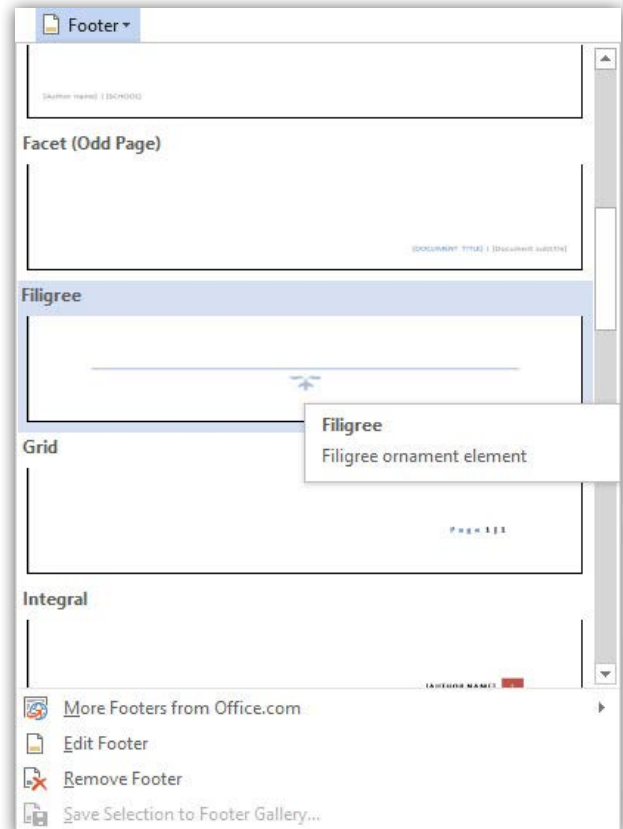 Footer
[Author name] | [SCHOOL]
Facet (Odd Page)
[DOCUMENT TITLE] | [Document subtitle]
Filigree
Filigree
Filigree ornament element
Grid
Page 1|1
Integral
[AUTHOR NAME]
More Footers from Office.com
Edit Footer
Remove Footer
Save Selection to Footer Gallery...